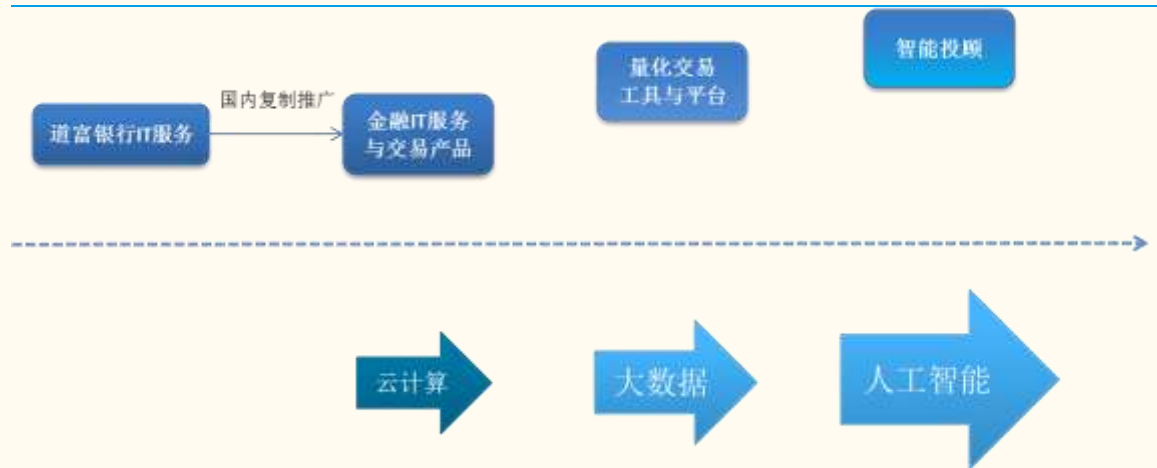 智能投顾
量化交易
工具与平台
国内复制推广
道富银行IT服务
金融IT服务
与交易产品
云计算
大数据
人工智能